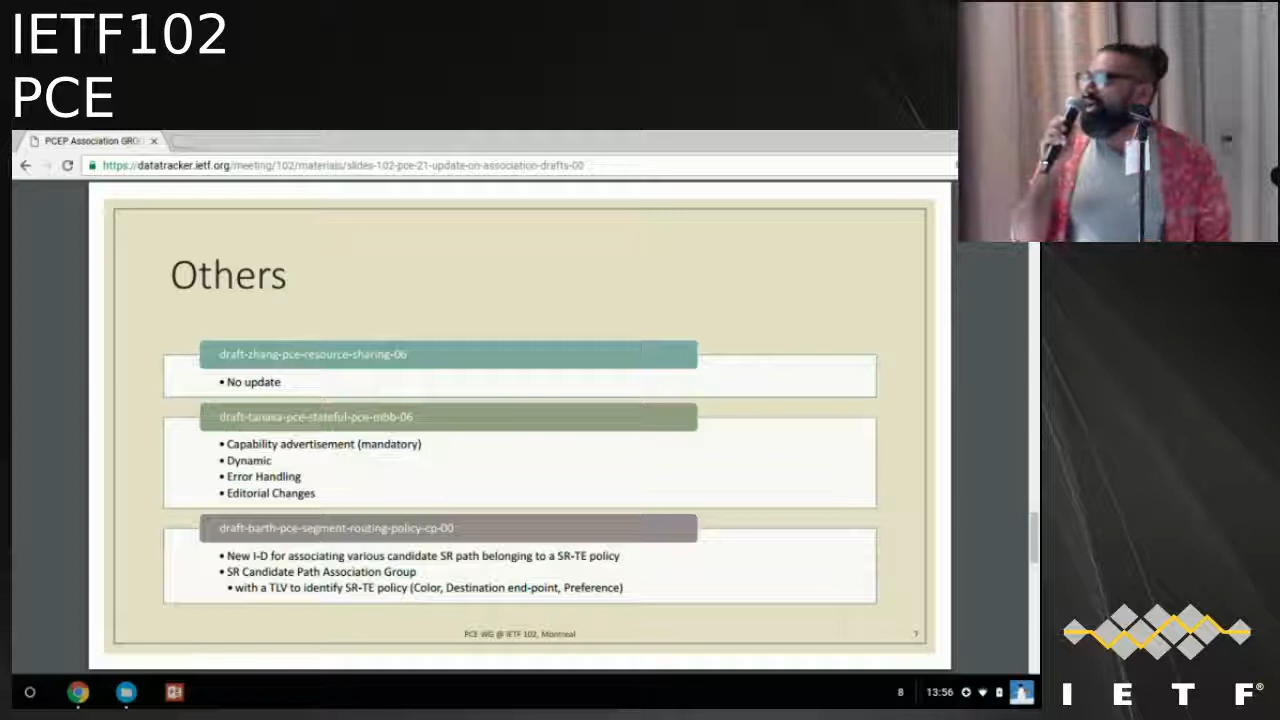 IETF102
PCE
PCEP Association GRO
https://datatracker.ietf.org/meeting/102/materials/slides-102-pce-21-update-on-association-drafts-00
Others
draft-zhang-pce-resource-sharing-06
• No update
draft-tanaka-pce-stateful-pce-mbb-06
• Capability advertisement (mandatory)
• Dynamic
• Error Handling
• Editorial Changes
draft-barth-pce-segment-routing-policy-cp-00
• New I-D for associating various candidate SR path belonging to a SR-TE policy
• SR Candidate Path Association Group
• with a TLV to identify SR-TE policy (Color, Destination end-point, Preference)
PCE WG @ IETF 102, Montreal
7
8
13:56
I E T F®